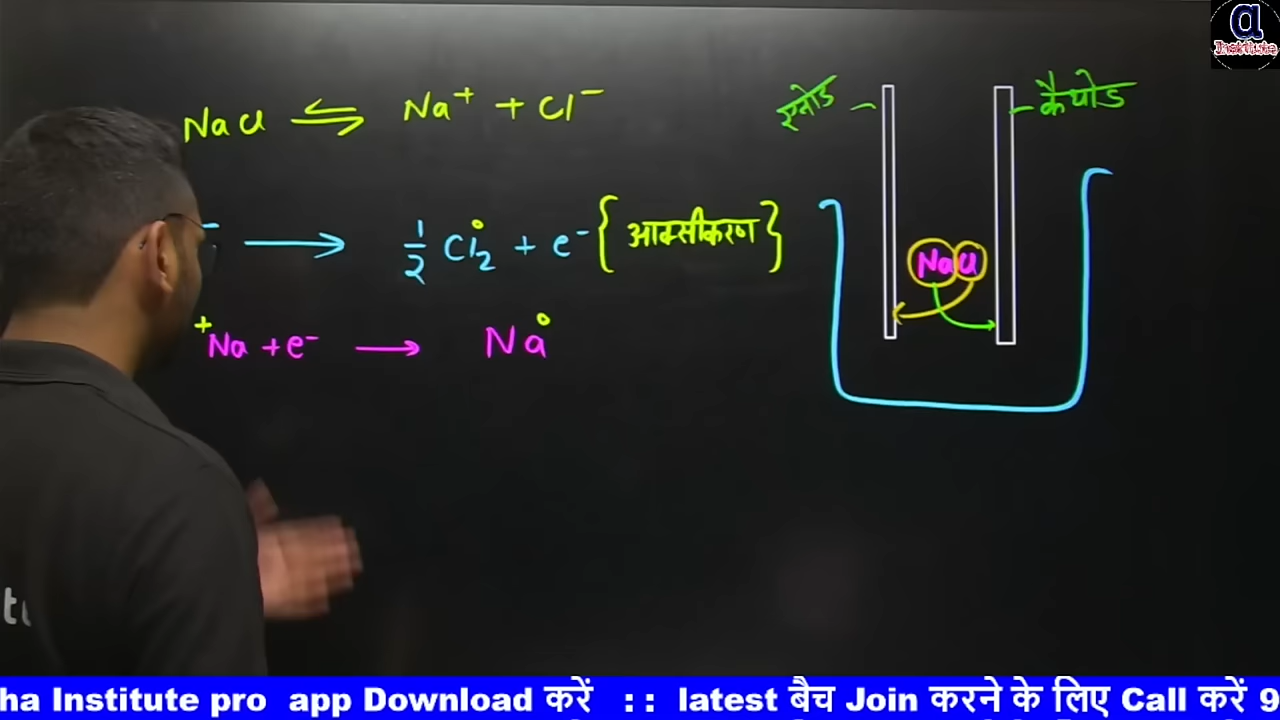 a
Institute
एनोड
कैथोड
NaCl ⇌ Na⁺ + Cl⁻
⁻ → 1/2 Cl₂° + e⁻ { आक्सीकरण }
NaCl
⁺Na + e⁻ → Na°
ha Institute pro app Download करें :: latest बैच Join करने के लिए Call करें 9